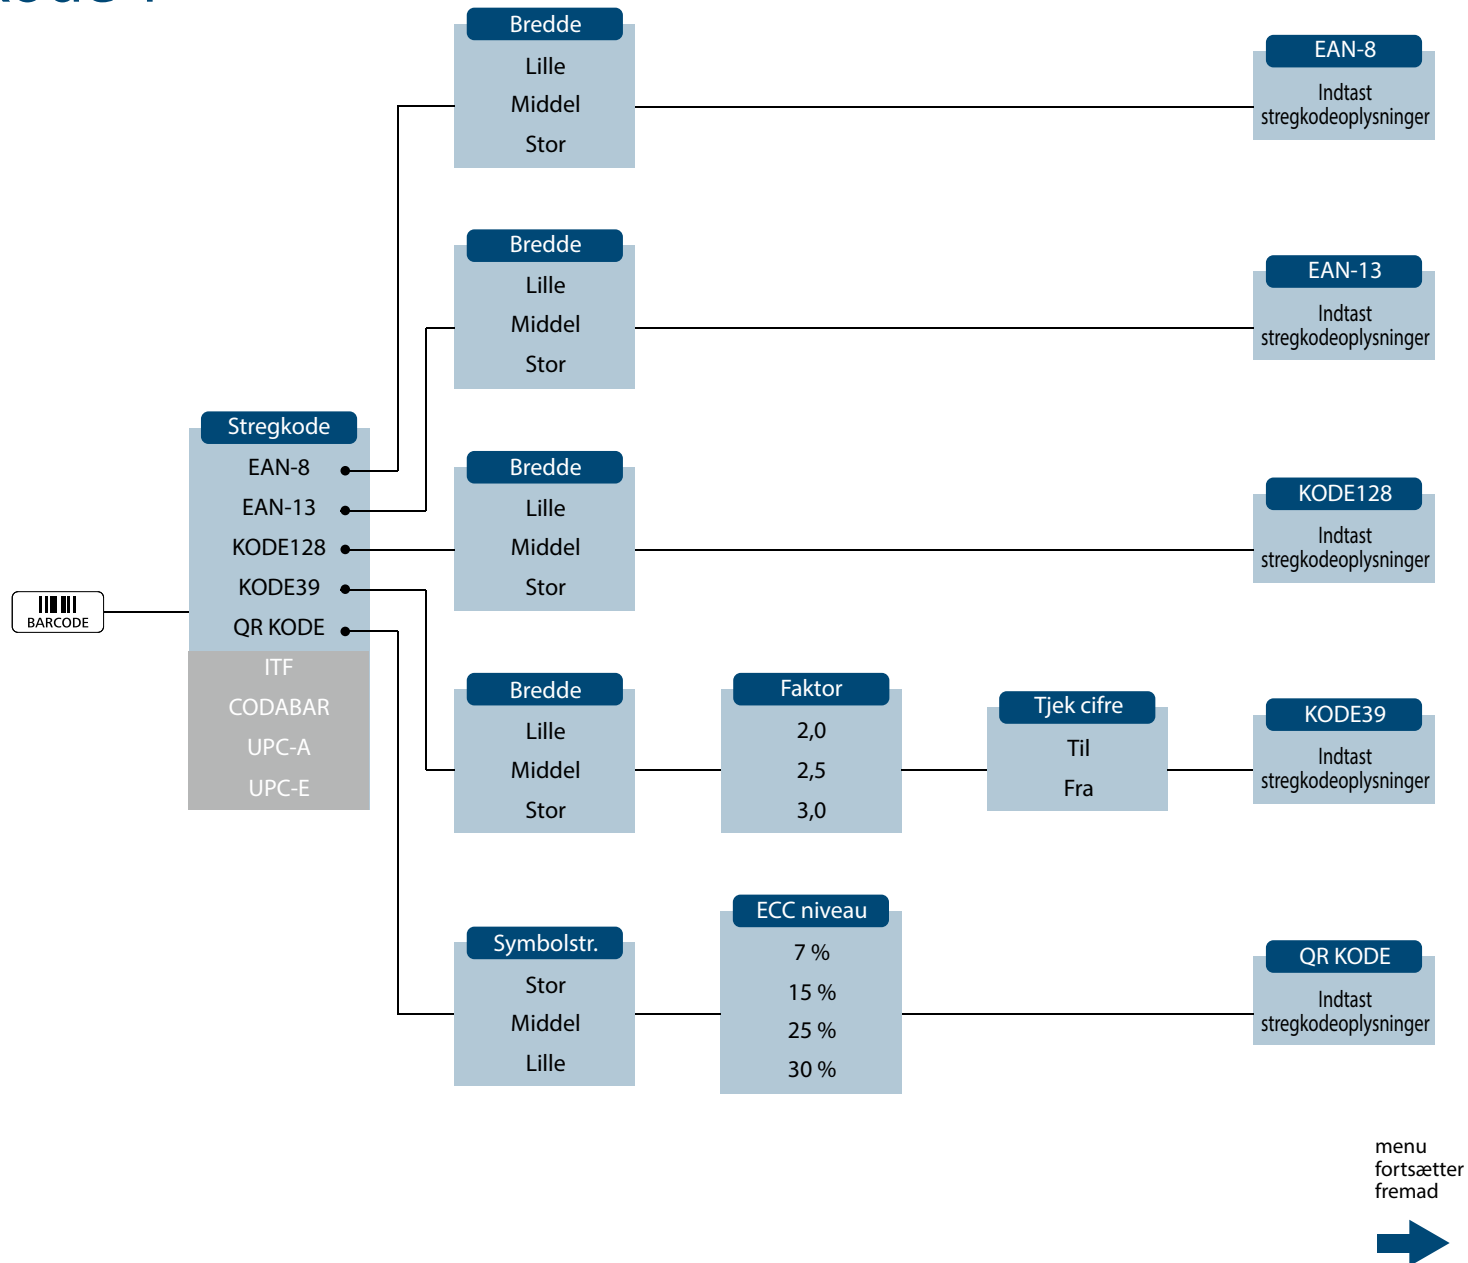 Bredde
Lille
Middel
Stor
EAN-8
Indtast
stregkodeoplysninger
Bredde
Lille
Middel
Stor
EAN-13
Indtast
stregkodeoplysninger
Stregkode
EAN-8
EAN-13
KODE128
KODE39
QR KODE
ITF
CODABAR
UPC-A
UPC-E
BARCODE
Bredde
Lille
Middel
Stor
KODE128
Indtast
stregkodeoplysninger
Bredde
Lille
Middel
Stor
Faktor
2,0
2,5
3,0
Tjek cifre
Til
Fra
KODE39
Indtast
stregkodeoplysninger
Symbolstr.
Stor
Middel
Lille
ECC niveau
7 %
15 %
25 %
30 %
QR KODE
Indtast
stregkodeoplysninger
menu
fortsætter
fremad